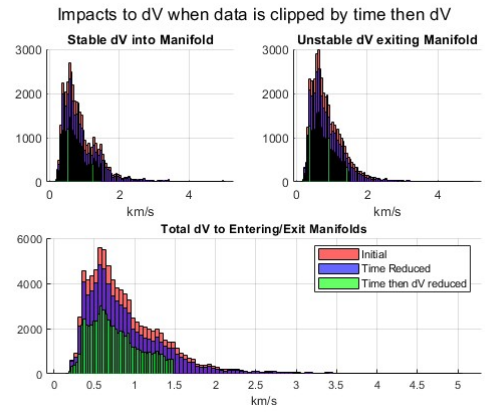 Impacts to dV when data is clipped by time then dV
Stable dV into Manifold
3000
2000
1000
0
0 2 4
km/s
Unstable dV exiting Manifold
3000
2000
1000
0
0 2 4
km/s
Total dV to Entering/Exit Manifolds
6000
4000
2000
0
Initial
Time Reduced
Time then dV reduced
0 0.5 1 1.5 2 2.5 3 3.5 4 4.5 5
km/s